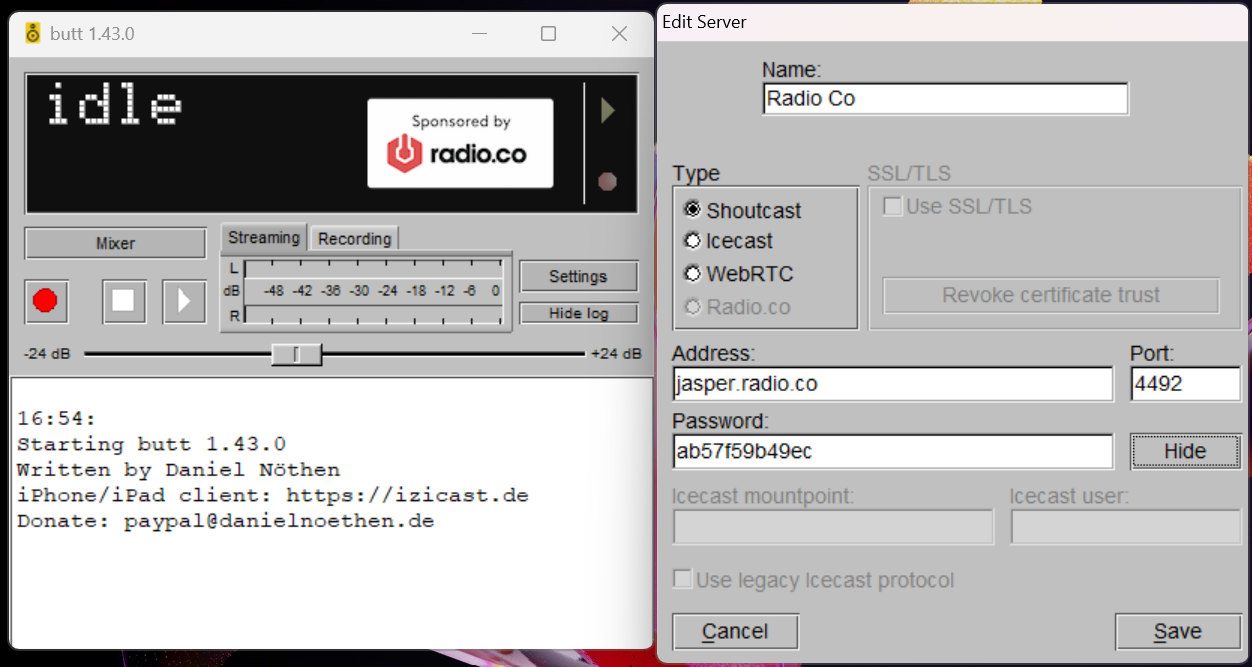 butt 1.43.0
idle
Sponsored by
radio.co
Mixer
Streaming
Recording
L
dB -48 -42 -36 -30 -24 -18 -12 -6 0
R
Settings
Hide log
-24 dB
+24 dB
16:54:
Starting butt 1.43.0
Written by Daniel Nöthen
iPhone/iPad client: https://izicast.de
Donate: paypal@danielnoethen.de
Edit Server
Name:
Radio Co
Type
SSL/TLS
Shoutcast
Use SSL/TLS
Icecast
WebRTC
Revoke certificate trust
Radio.co
Address:
Port:
jasper.radio.co
4492
Password:
ab57f59b49ec
Hide
Icecast mountpoint:
Icecast user:
Use legacy Icecast protocol
Cancel
Save